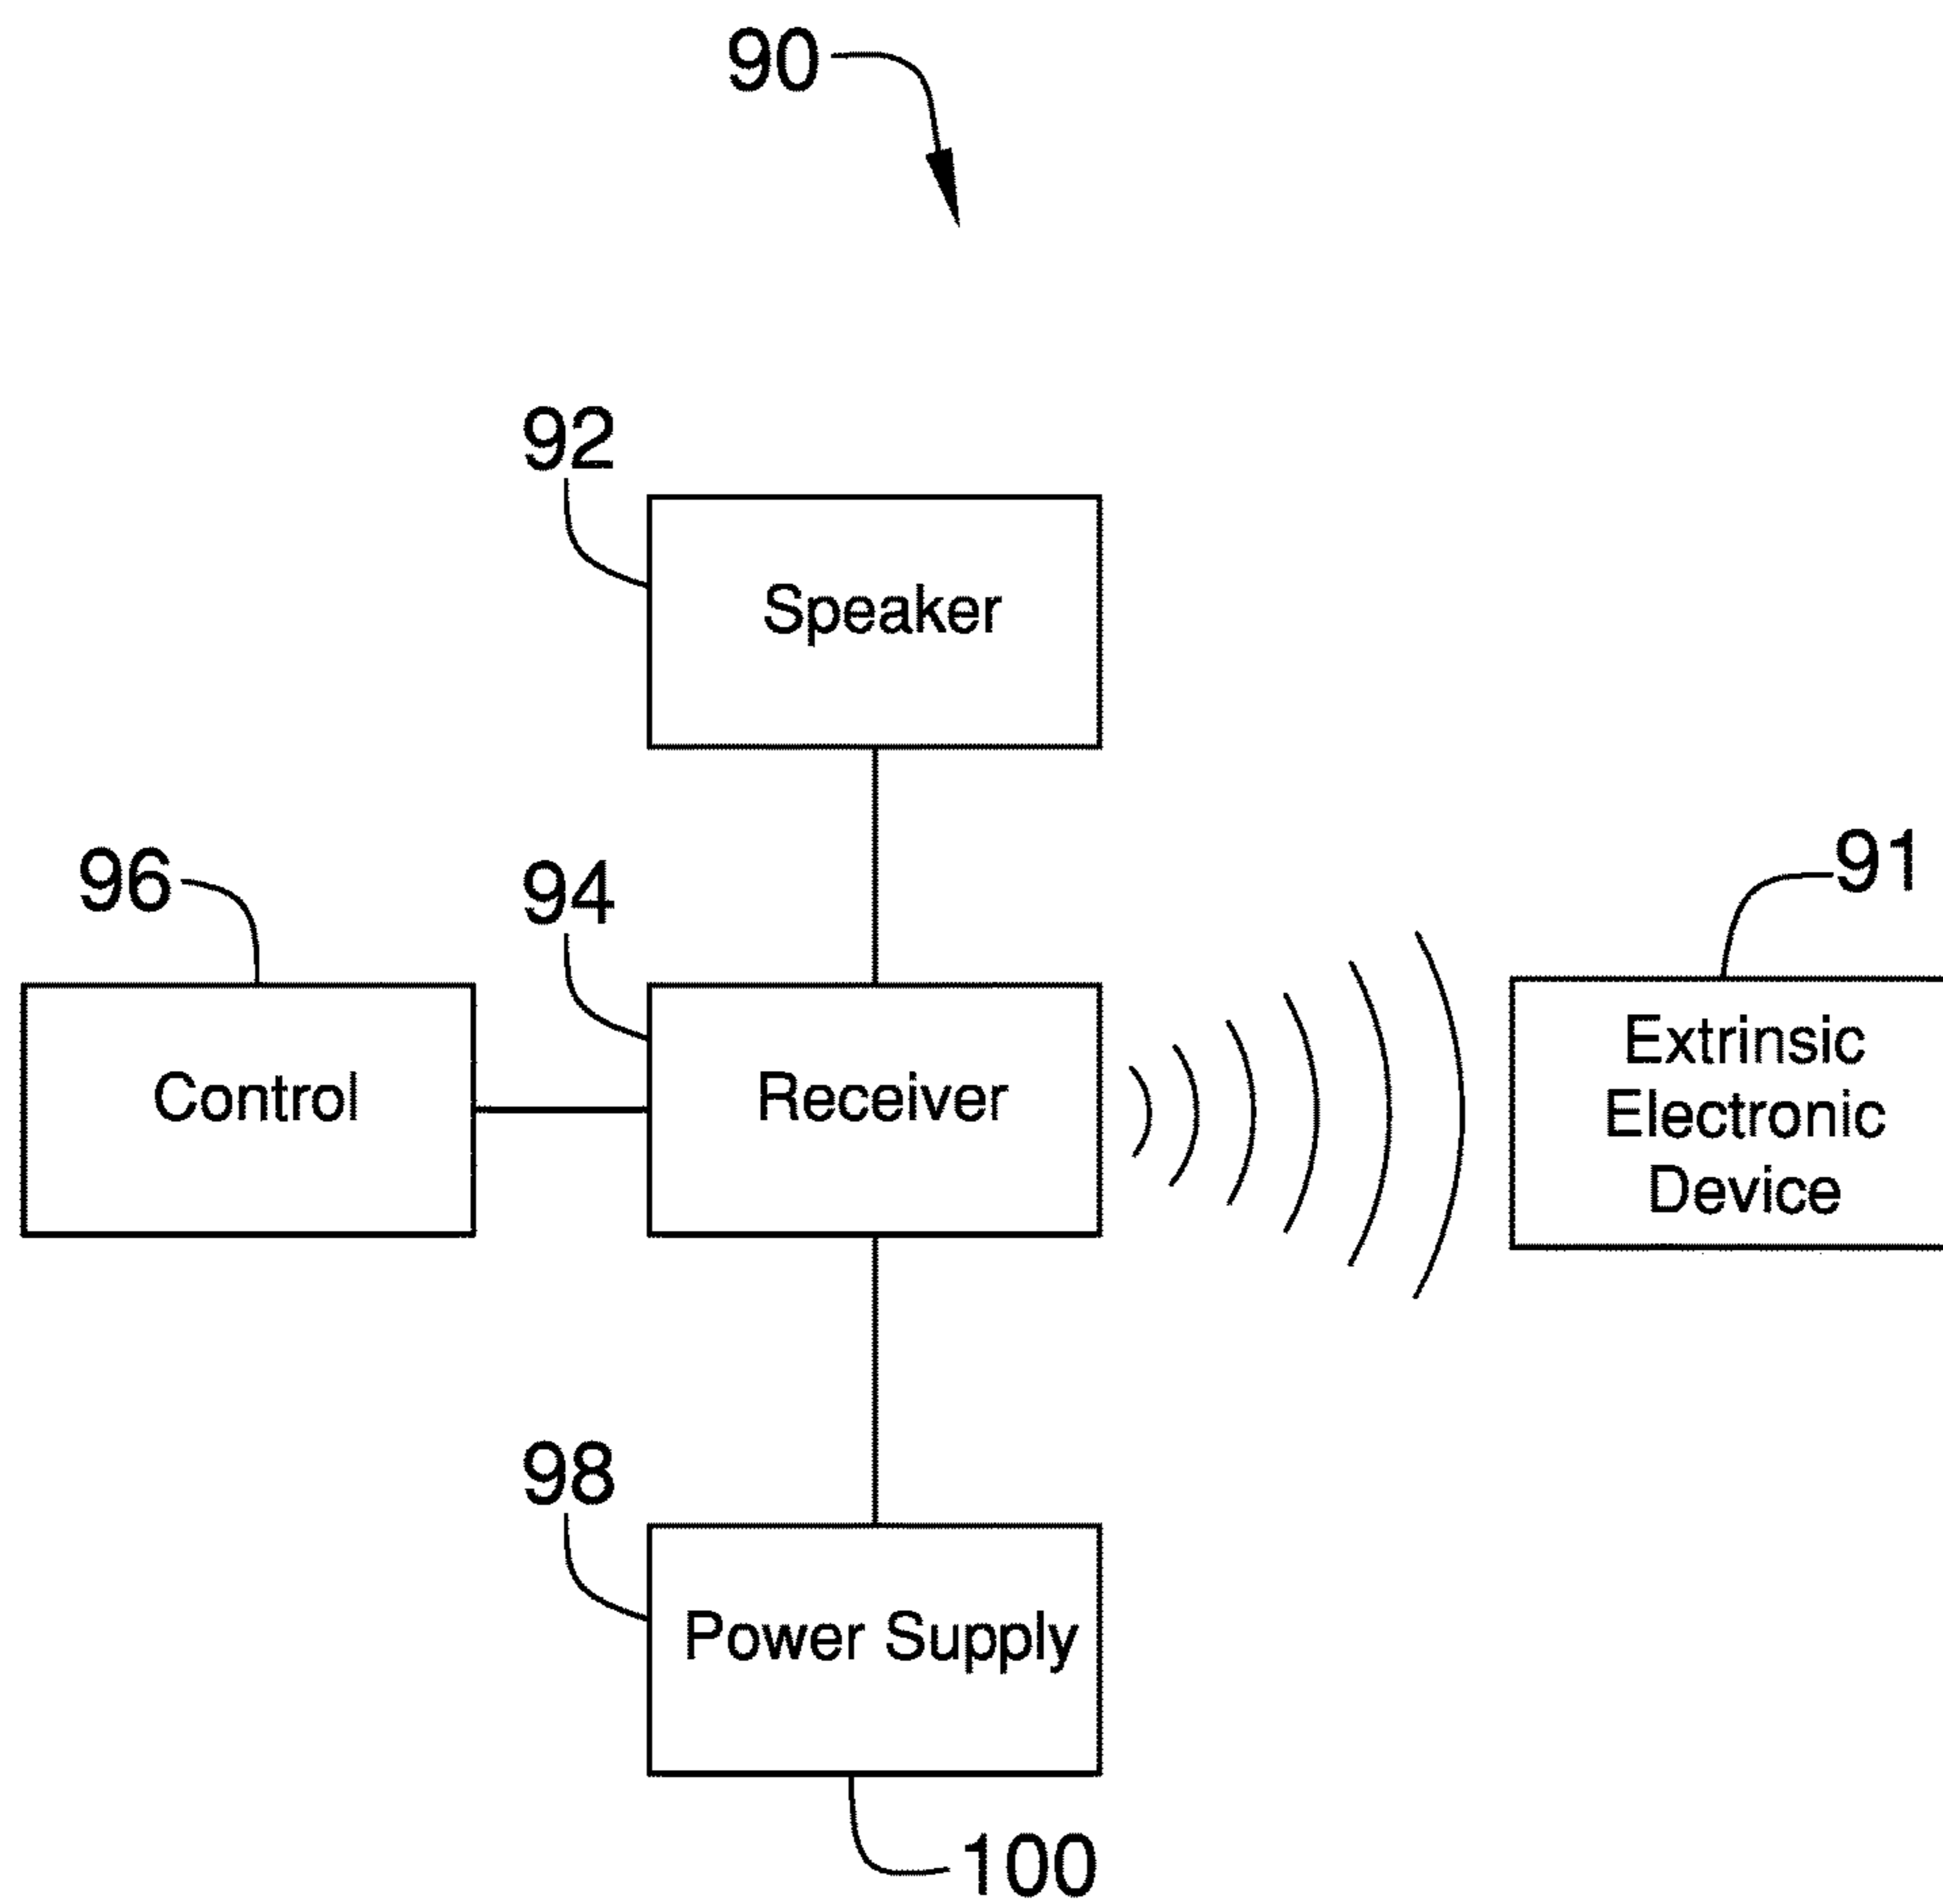 90
92
Speaker
96
94
91
Control
Receiver
Extrinsic
Electronic
Device
98
Power Supply
100